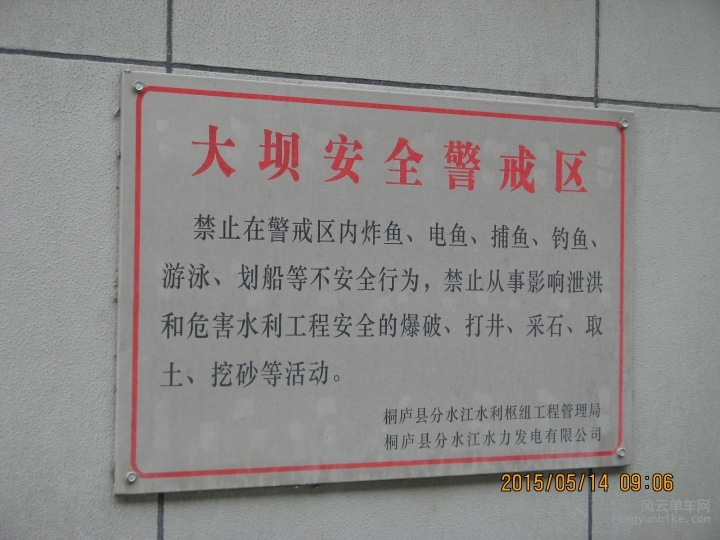 大坝安全警戒区
禁止在警戒区内炸鱼、电鱼、捕鱼、钓鱼、
游泳、划船等不安全行为，禁止从事影响泄洪
和危害水利工程安全的爆破、打井、采石、取
土、挖砂等活动。
桐庐县分水江水利枢纽工程管理局
桐庐县分水江水力发电有限公司
2015/05/14 09:06
风云单车网
fengyunbike.com